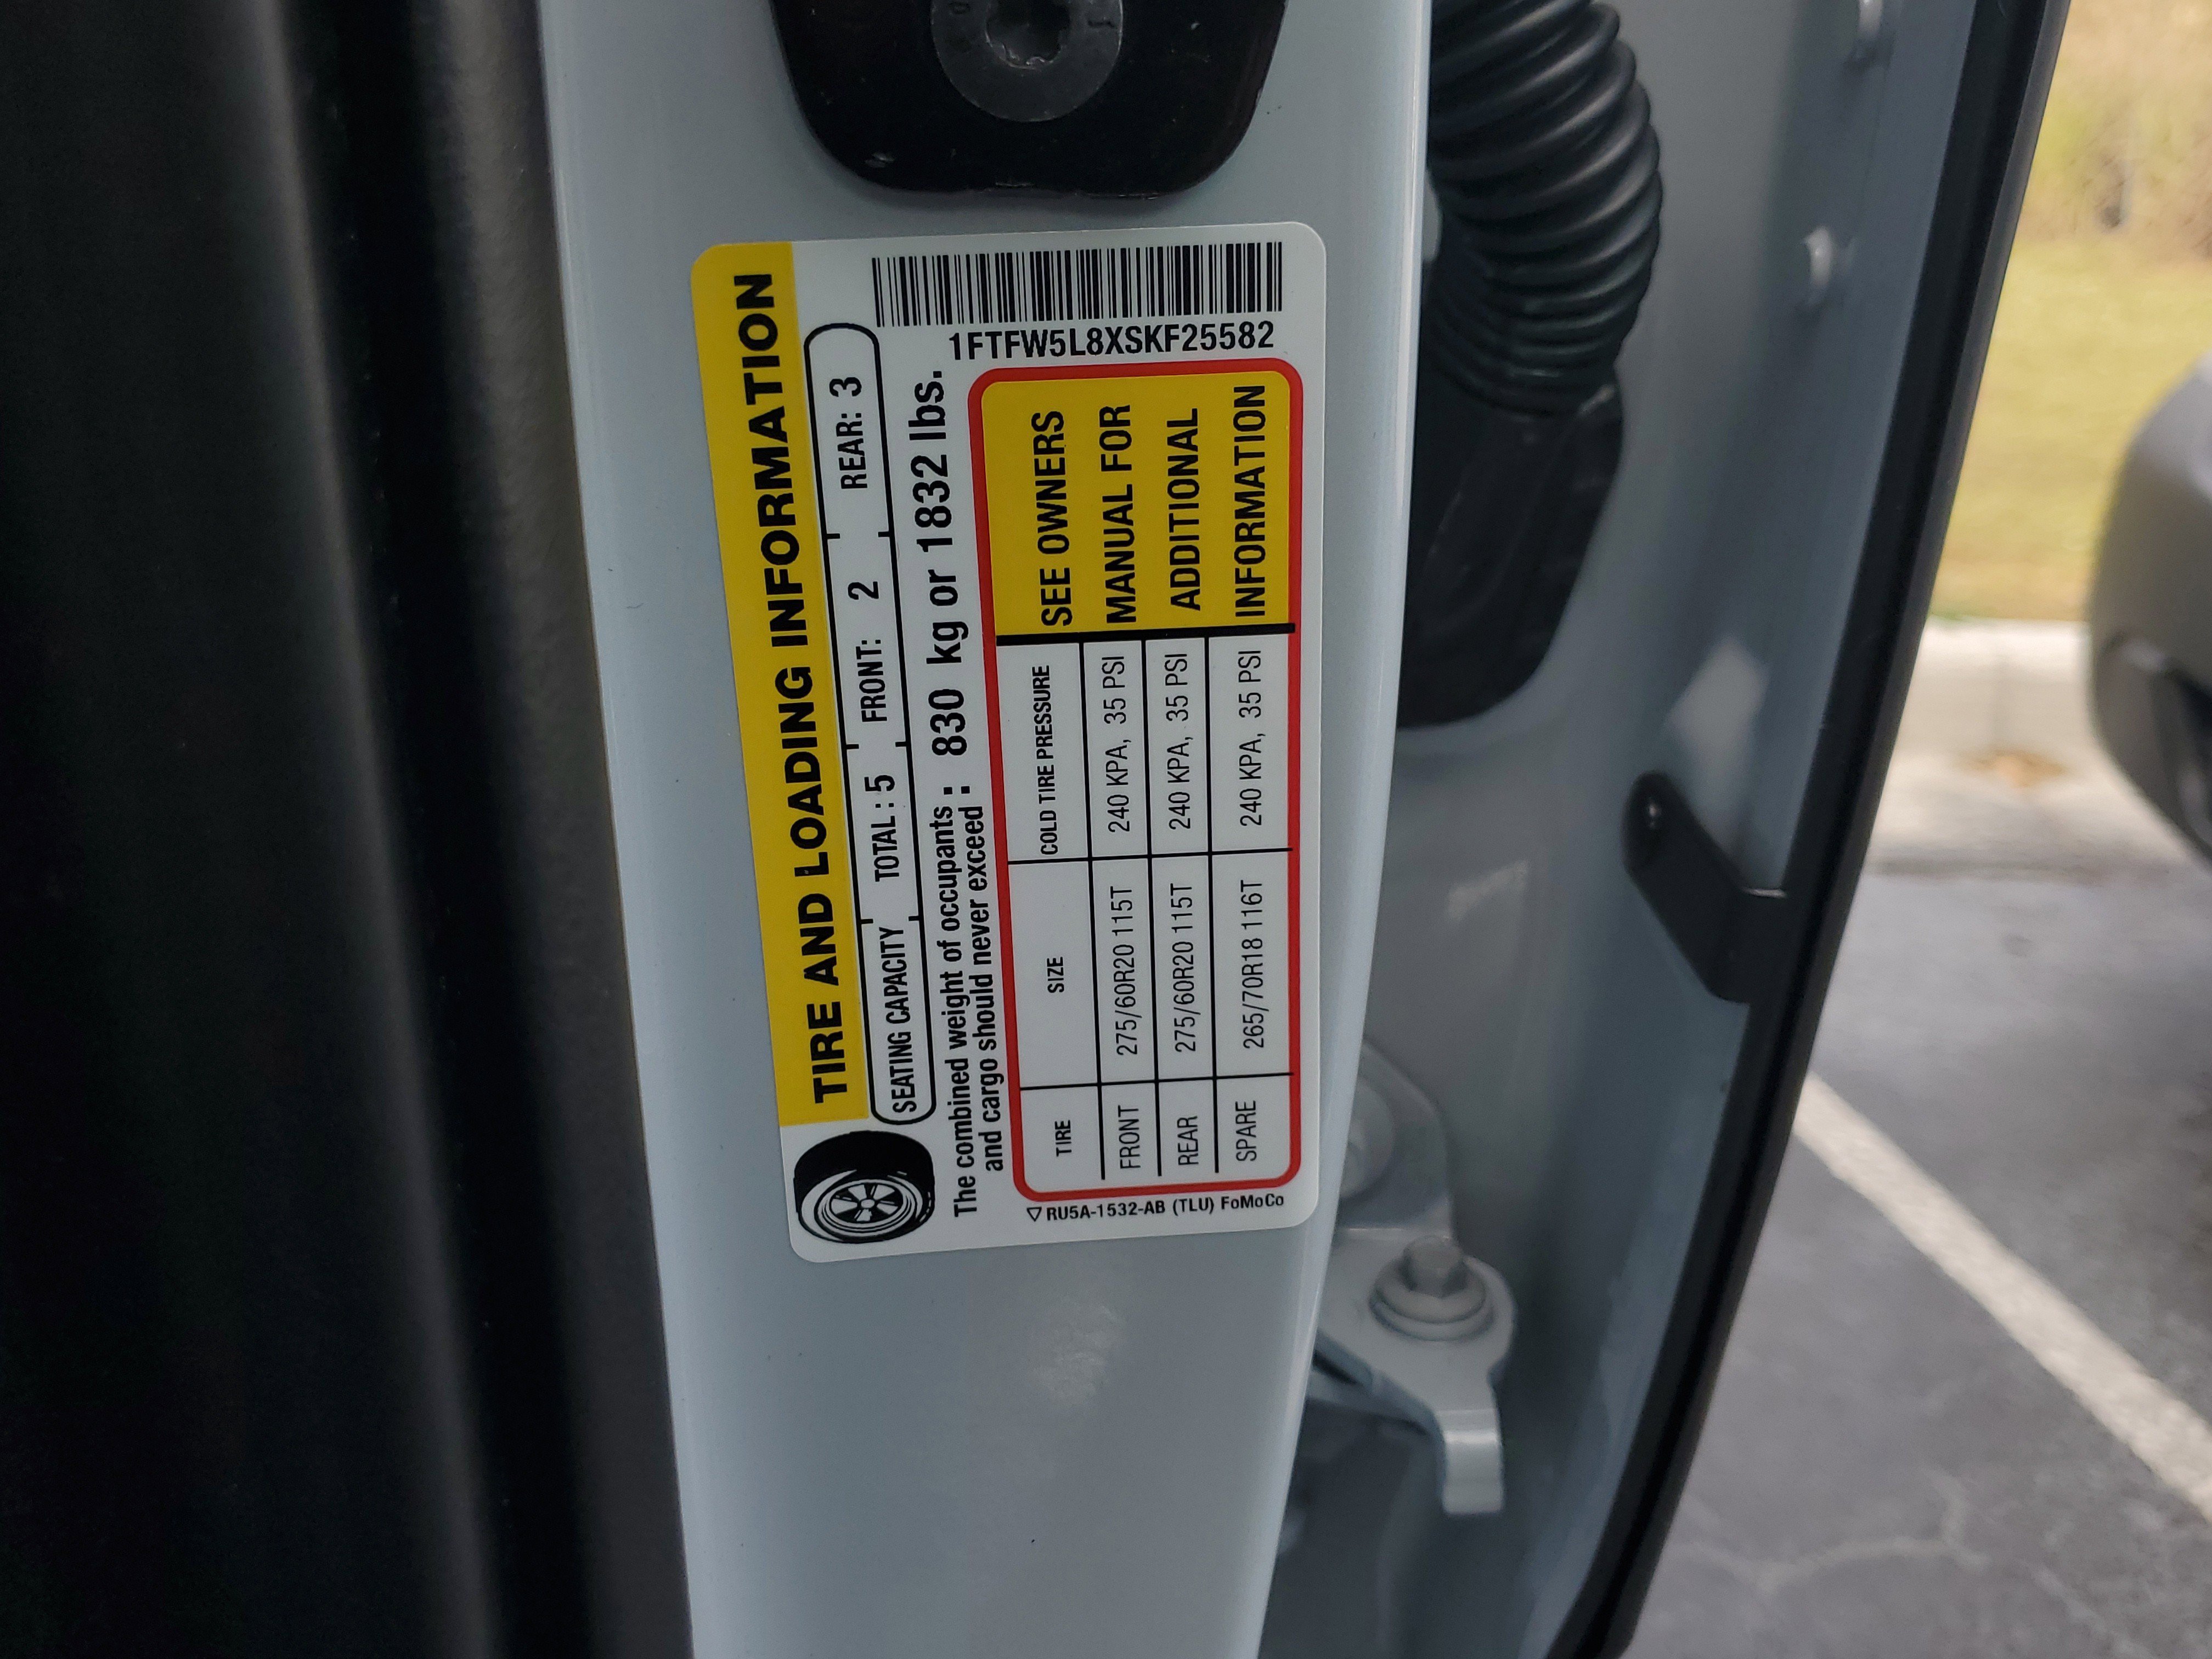 TIRE AND LOADING INFORMATION
SEATING CAPACITY TOTAL : 5 FRONT: 2 REAR: 3
The combined weight of occupants :
and cargo should never exceed : 830 kg or 1832 lbs.
1FTFW5L8XSKF25582
TIRE SIZE COLD TIRE PRESSURE
FRONT 275/60R20 115T 240 KPA, 35 PSI
REAR 275/60R20 115T 240 KPA, 35 PSI
SPARE 265/70R18 116T 240 KPA, 35 PSI
SEE OWNERS
MANUAL FOR
ADDITIONAL
INFORMATION
RU5A-1532-AB (TLU) FoMoCo